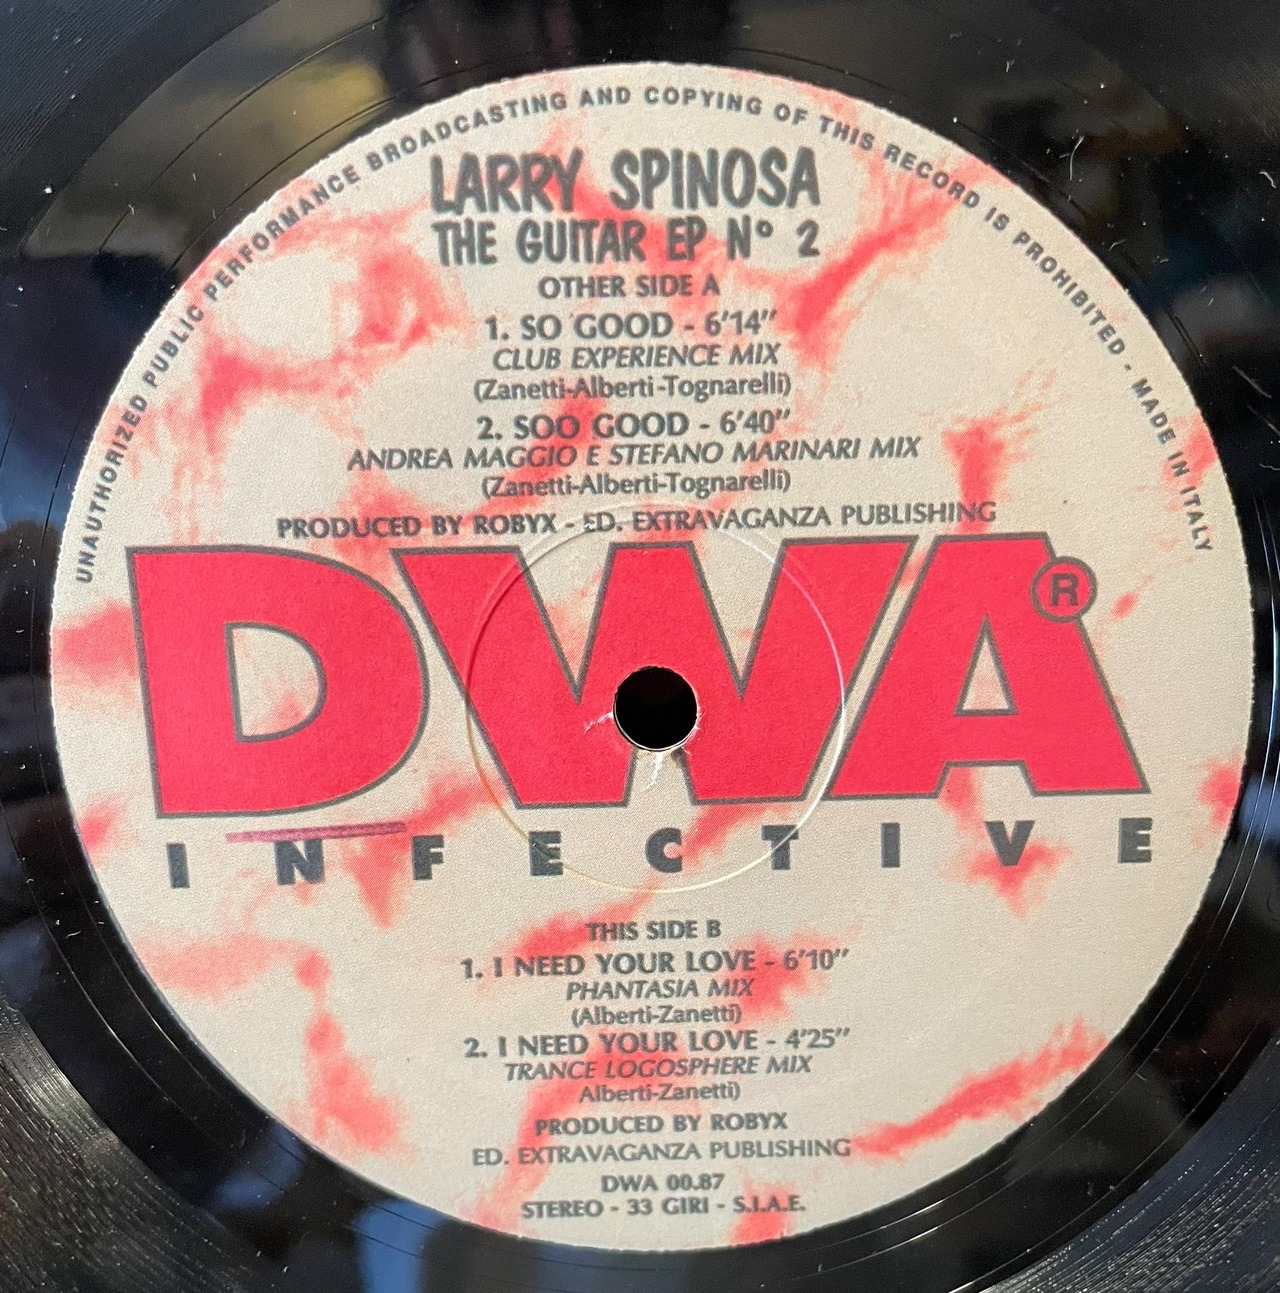 UNAUTHORIZED PUBLIC PERFORMANCE BROADCASTING AND COPYING OF THIS RECORD IS PROHIBITED - MADE IN ITALY
LARRY SPINOSA
THE GUITAR EP Nº 2
OTHER SIDE A
1. SO GOOD - 6'14"
CLUB EXPERIENCE MIX
(Zanetti-Alberti-Tognarelli)
2. SOO GOOD - 6'40"
ANDREA MAGGIO E STEFANO MARINARI MIX
(Zanetti-Alberti-Tognarelli)
PRODUCED BY ROBYX - ED. EXTRAVAGANZA PUBLISHING
DWA®
INFECTIVE
THIS SIDE B
1. I NEED YOUR LOVE - 6'10"
PHANTASIA MIX
(Alberti-Zanetti)
2. I NEED YOUR LOVE - 4'25"
TRANCE LOGOSPHERE MIX
Alberti-Zanetti)
PRODUCED BY ROBYX
ED. EXTRAVAGANZA PUBLISHING
DWA 00.87
STEREO - 33 GIRI - S.I.A.E.